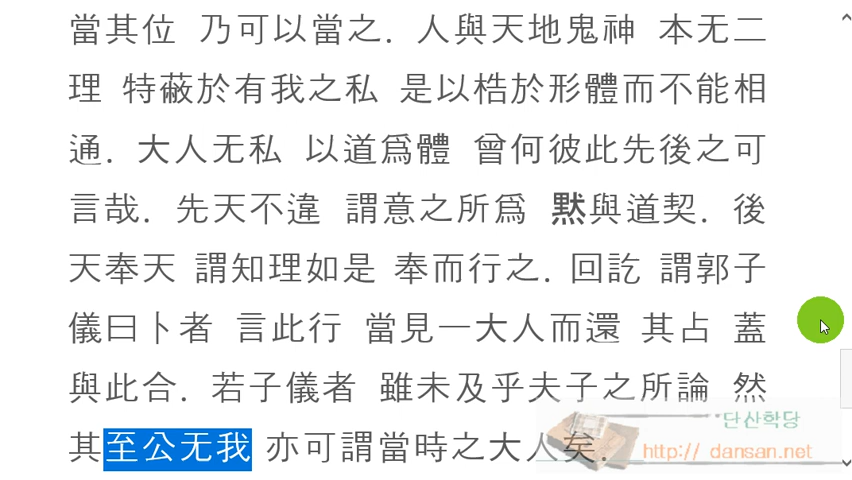 當其位 乃可以當之. 人與天地鬼神 本无二
理 特蔽於有我之私 是以梏於形體而不能相
通. 大人无私 以道爲體 曾何彼此先後之可
言哉. 先天不違 謂意之所爲 黙與道契. 後
天奉天 謂知理如是 奉而行之. 回訖 謂郭子
儀曰卜者 言此行 當見一大人而還 其占 蓋
與此合. 若子儀者 雖未及乎夫子之所論 然
其至公无我 亦可謂當時之大人矣.
단산학당
http:// dansan.net